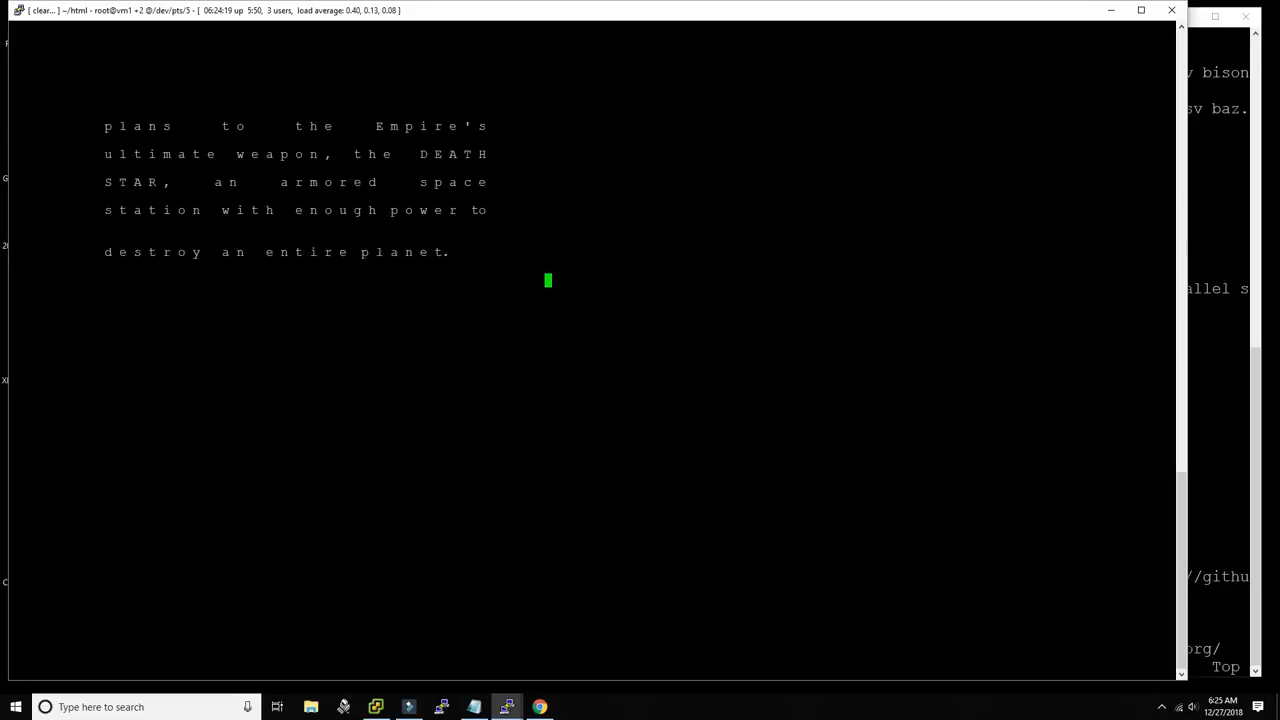 [ clear... ] ~/html - root@vm1 +2 @/dev/pts/5 - [ 06:24:19 up 5:50, 3 users, load average: 0.40, 0.13, 0.08 ]
v bison
sv baz.
plans to the Empire's
ultimate weapon, the DEATH
STAR, an armored space
station with enough power to
destroy an entire planet.
allel s
//githu
org/
Top
Type here to search
6:25 AM
12/27/2018